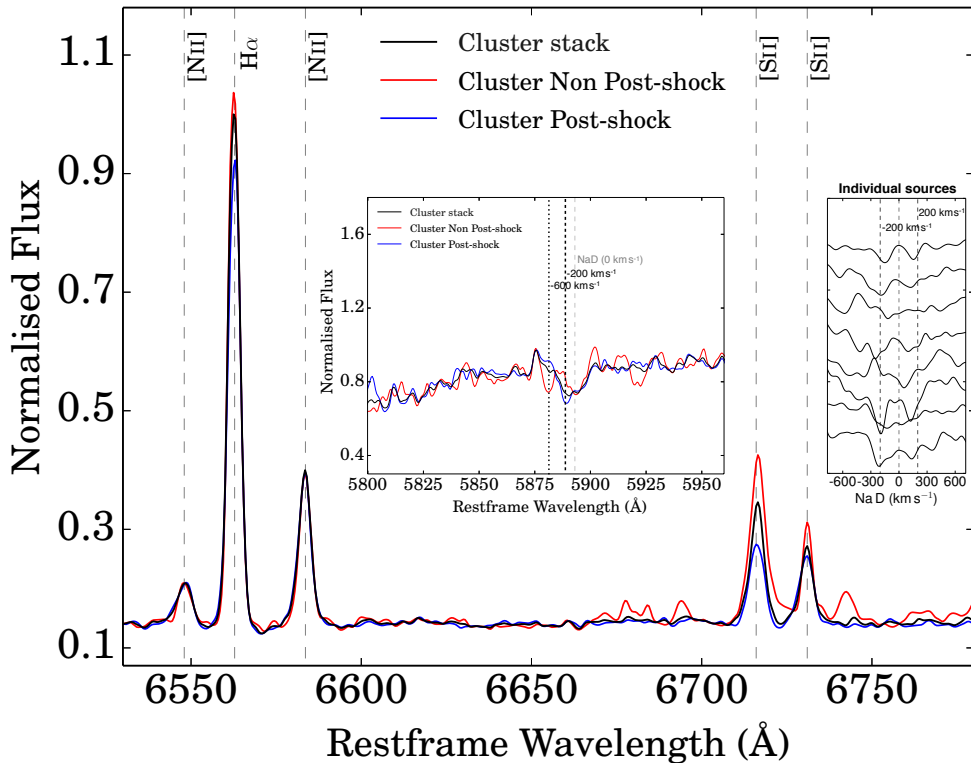 1.1
0.9
0.7
0.5
0.3
0.1
Normalised Flux
[NII]
Hα
[NII]
[SII]
[SII]
Cluster stack
Cluster Non Post-shock
Cluster Post-shock
1.6
1.2
0.8
0.4
Normalised Flux
Cluster stack
Cluster Non Post-shock
Cluster Post-shock
NaD (0 kms⁻¹)
-200 kms⁻¹
-600 kms⁻¹
5800 5825 5850 5875 5900 5925 5950
Restframe Wavelength (Å)
Individual sources
200 kms⁻¹
-200 kms⁻¹
-600 -300 0 300 600
Na D (km s⁻¹)
6550 6600 6650 6700 6750
Restframe Wavelength (Å)